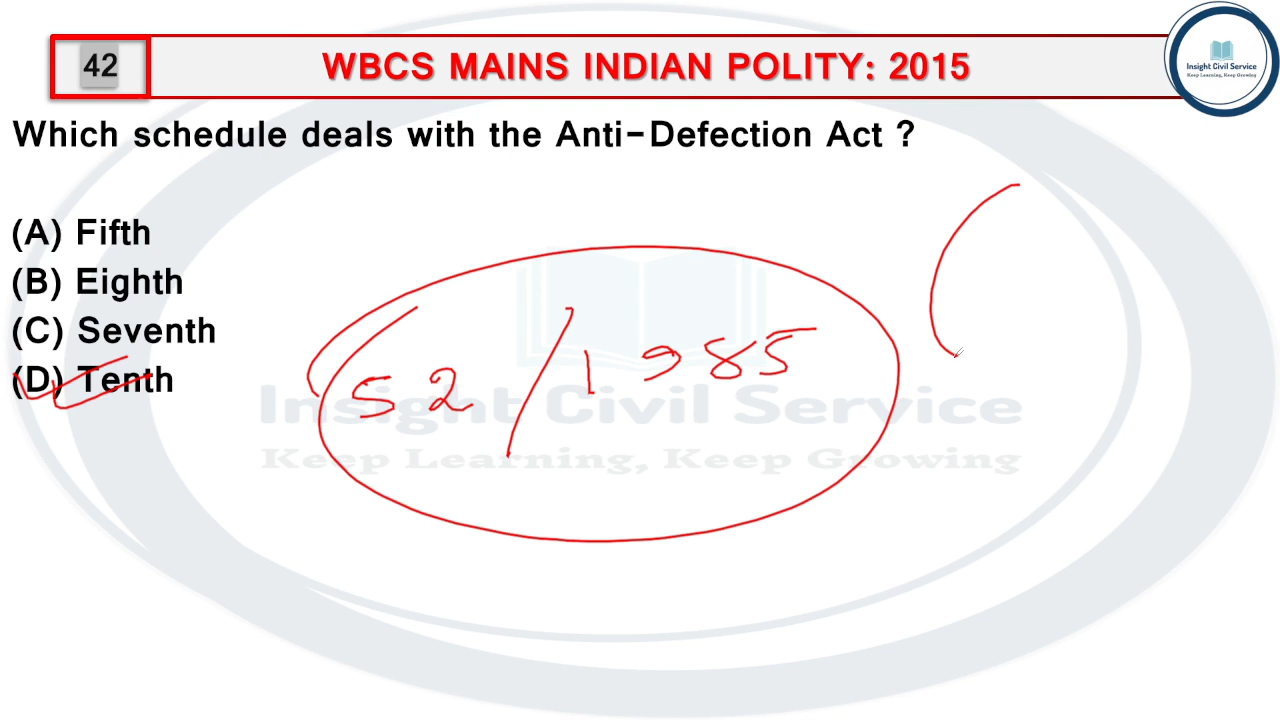 42
WBCS MAINS INDIAN POLITY: 2015
Insight Civil Service
Keep Learning, Keep Growing
Which schedule deals with the Anti-Defection Act ?
(A) Fifth
(B) Eighth
(C) Seventh
(D) Tenth
52/1985
Insight Civil Service
Keep Learning, Keep Growing